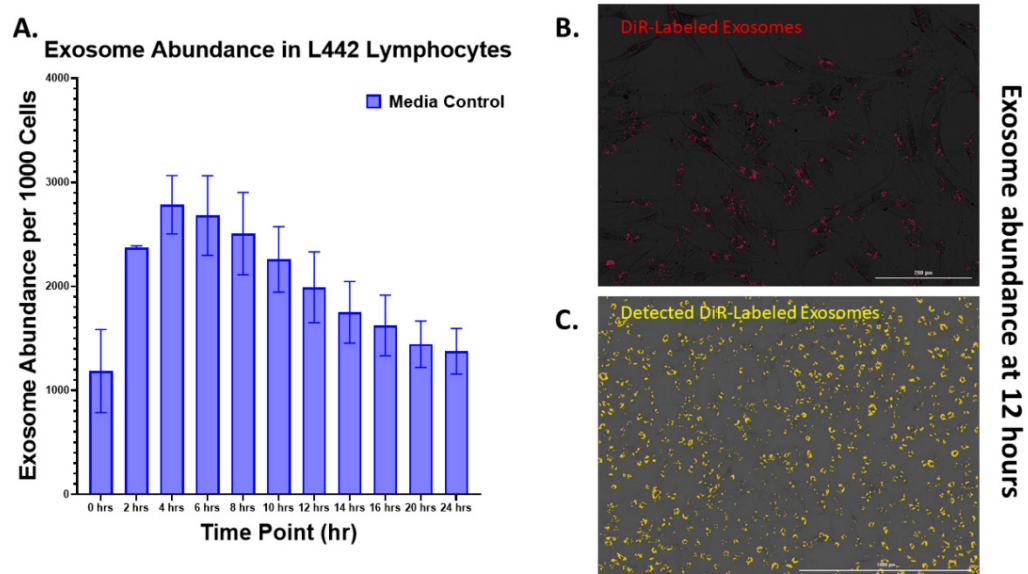 A.
Exosome Abundance in L442 Lymphocytes
Exosome Abundance per 1000 Cells
4000
3000
2000
1000
0
Media Control
0 hrs 2 hrs 4 hrs 6 hrs 8 hrs 10 hrs 12 hrs 14 hrs 16 hrs 20 hrs 24 hrs
Time Point (hr)
B.
DiR-Labeled Exosomes
200 µm
C.
Detected DiR-Labeled Exosomes
Exosome abundance at 12 hours